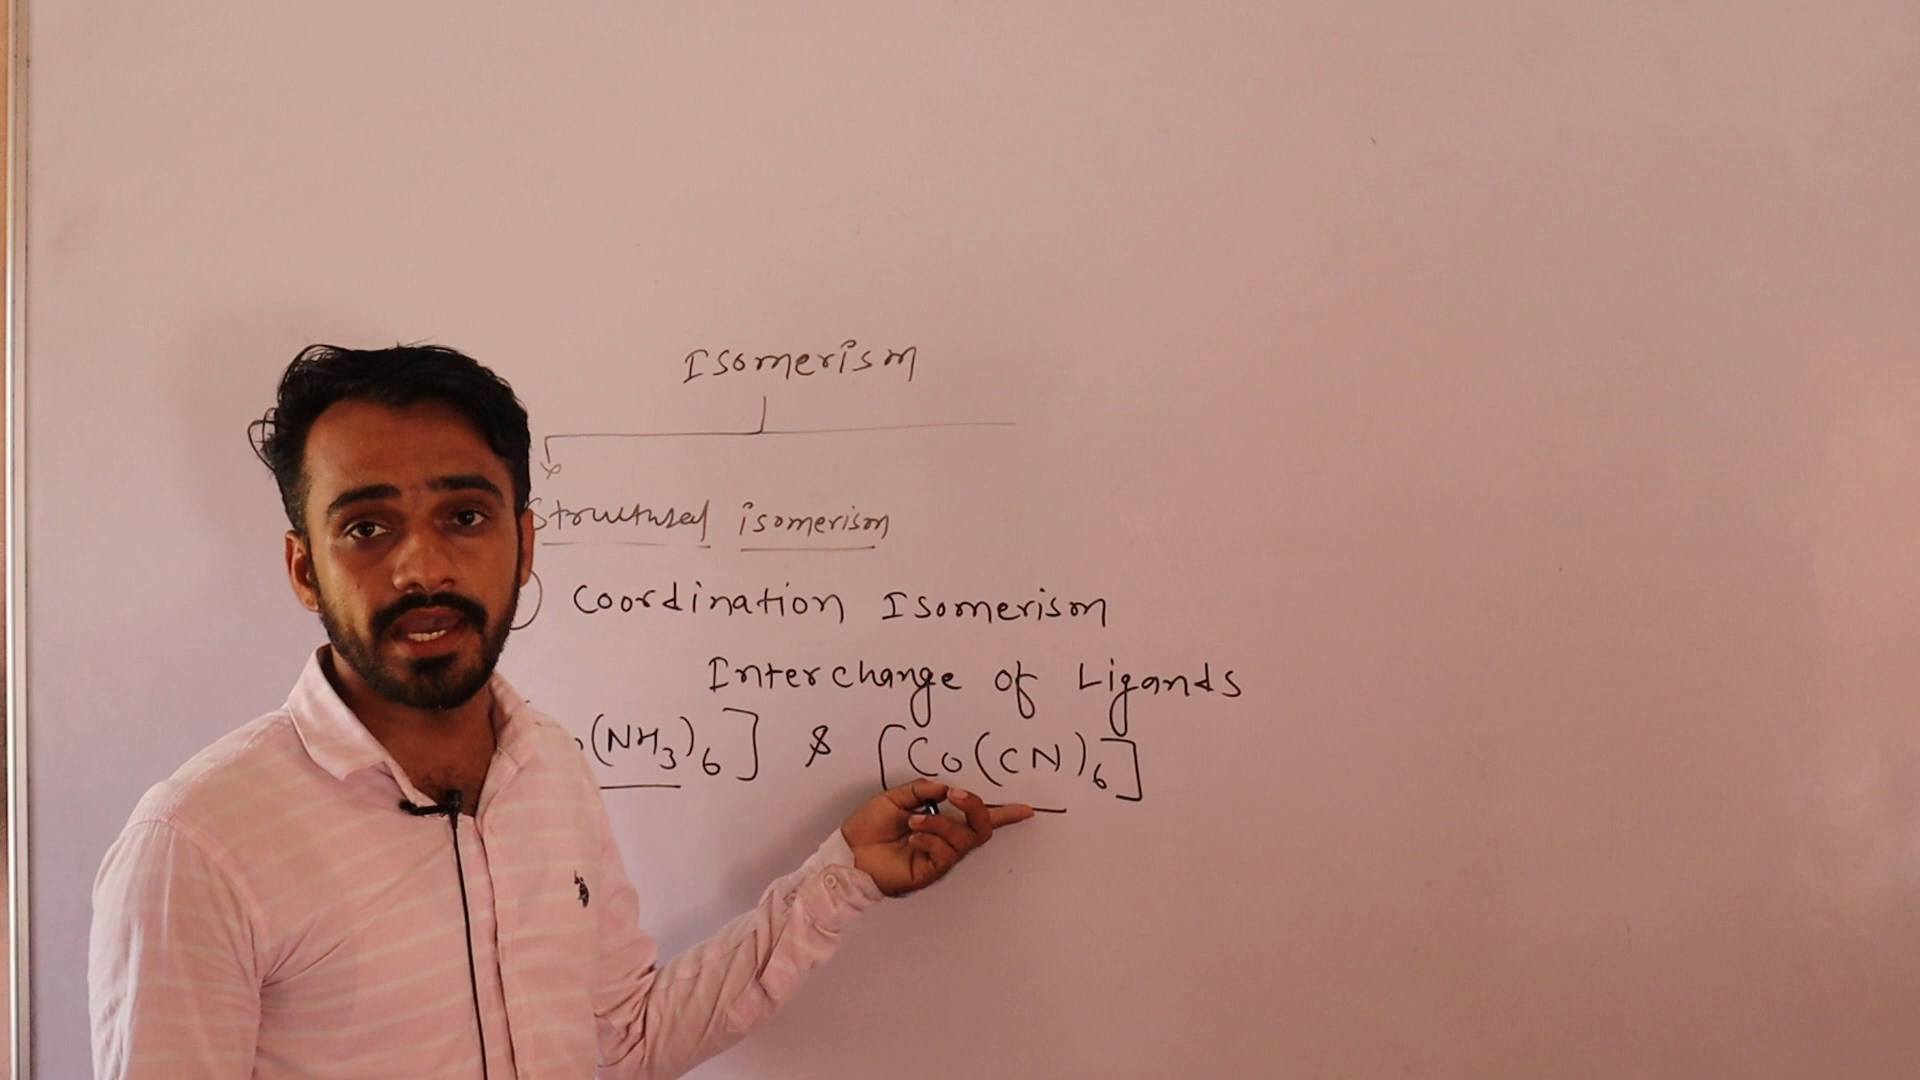 Isomerism
Structural isomerism
Coordination Isomerism
Interchange of Ligands
(NH3)6] & [Co(CN)6]